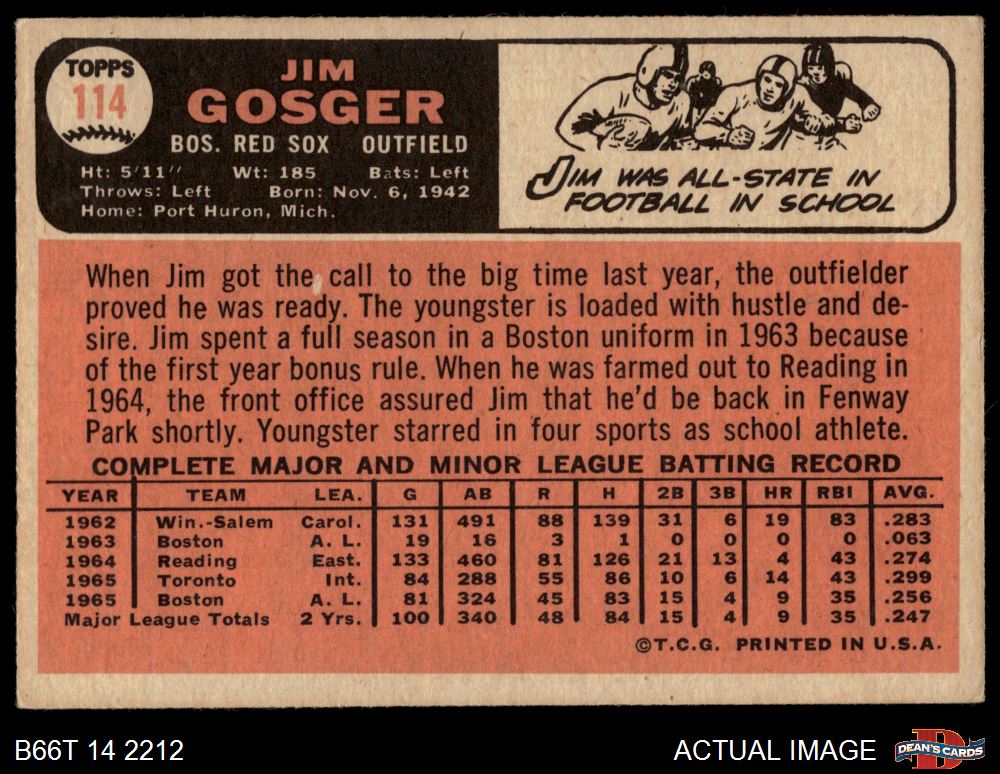 TOPPS
114
JIM
GOSGER
BOS. RED SOX OUTFIELD
Ht: 5'11" Wt: 185 Bats: Left
Throws: Left Born: Nov. 6, 1942
Home: Port Huron, Mich.
JIM WAS ALL-STATE IN
FOOTBALL IN SCHOOL
When Jim got the call to the big time last year, the outfielder
proved he was ready. The youngster is loaded with hustle and de-
sire. Jim spent a full season in a Boston uniform in 1963 because
of the first year bonus rule. When he was farmed out to Reading in
1964, the front office assured Jim that he'd be back in Fenway
Park shortly. Youngster starred in four sports as school athlete.
COMPLETE MAJOR AND MINOR LEAGUE BATTING RECORD
YEAR TEAM LEA. G AB R H 2B 3B HR RBI AVG.
1962 Win.-Salem Carol. 131 491 88 139 31 6 19 83 .283
1963 Boston A. L. 19 16 3 1 0 0 0 0 .063
1964 Reading East. 133 460 81 126 21 13 4 43 .274
1965 Toronto Int. 84 288 55 86 10 6 14 43 .299
1965 Boston A. L. 81 324 45 83 15 4 9 35 .256
Major League Totals 2 Yrs. 100 340 48 84 15 4 9 35 .247
©T.C.G. PRINTED IN U.S.A.
B66T 14 2212
ACTUAL IMAGE
D
DEAN'S CARDS